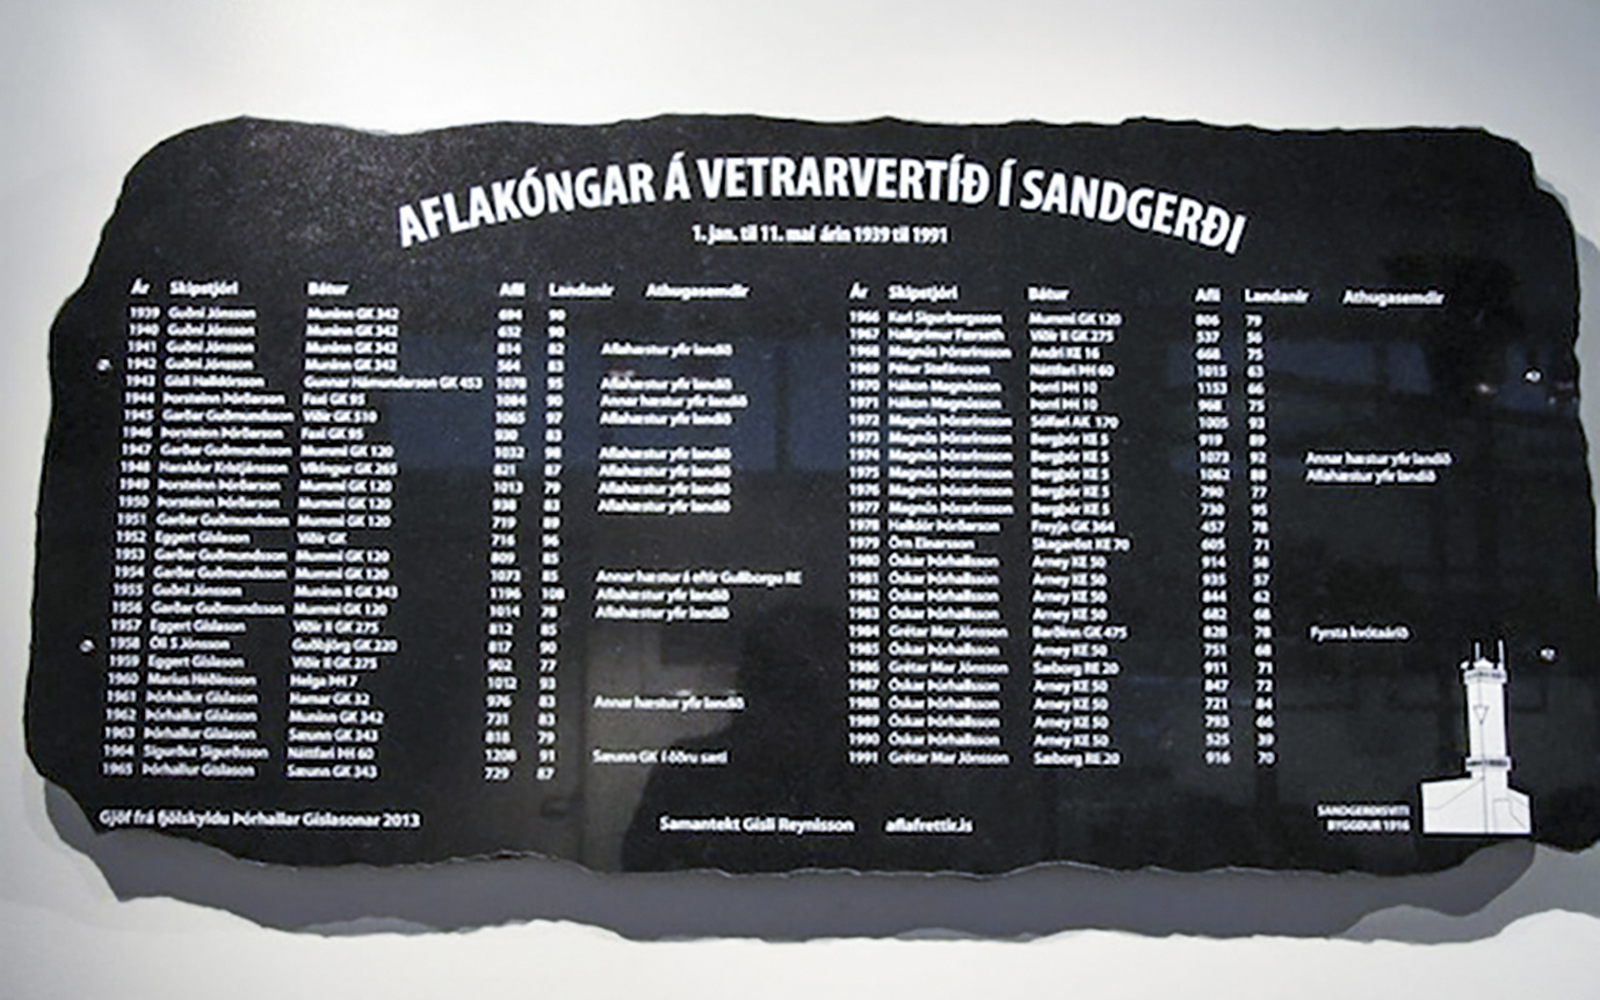 AFLAKÓNGAR Á VETRARVERTÍÐ Í SANDGERÐI
1. jan. til 11. maí árin 1939 til 1991
Ár Skipstjóri Bátur Afli Landanir Athugasemdir
1939 Guðni Jónsson Muninn GK 342 694 90
1940 Guðni Jónsson Muninn GK 342 632 90
1941 Guðni Jónsson Muninn GK 342 814 82 Aflahæstur yfir landið
1942 Guðni Jónsson Muninn GK 342 564 83
1943 Gísli Halldórsson Gunnar Hámundarson GK 453 1078 95 Aflahæstur yfir landið
1944 Þorsteinn Þórðarson Faxi GK 95 1084 90 Annar hæstur yfir landið
1945 Garðar Guðmundsson Víðir GK 510 1065 97 Aflahæstur yfir landið
1946 Þorsteinn Þórðarson Faxi GK 95 930 83
1947 Garðar Guðmundsson Mummi GK 120 1032 98 Aflahæstur yfir landið
1948 Haraldur Kristjánsson Víkingur GK 265 821 87 Aflahæstur yfir landið
1949 Þorsteinn Þórðarson Mummi GK 120 1013 79 Aflahæstur yfir landið
1950 Þorsteinn Þórðarson Mummi GK 120 938 83 Aflahæstur yfir landið
1951 Garðar Guðmundsson Mummi GK 120 719 89
1952 Eggert Gíslason Víðir GK 716 96
1953 Garðar Guðmundsson Mummi GK 120 809 85
1954 Garðar Guðmundsson Mummi GK 120 1073 85 Annar hæstur á eftir Gullborgu RE
1955 Guðni Jónsson Muninn II GK 343 1196 108 Aflahæstur yfir landið
1956 Garðar Guðmundsson Mummi GK 120 1014 78 Aflahæstur yfir landið
1957 Eggert Gíslason Víðir II GK 275 812 85
1958 Óli S Jónsson Guðbjörg GK 220 817 90
1959 Eggert Gíslason Víðir II GK 275 902 77
1960 Maríus Héðinsson Helga ÞH 7 1012 93
1961 Þórhallur Gíslason Hamar GK 32 976 83 Annar hæstur yfir landið
1962 Þórhallur Gíslason Muninn GK 342 731 83
1963 Þórhallur Gíslason Sæunn GK 343 818 79
1964 Sigurður Sigurðsson Náttfari ÞH 60 1208 91 Sæunn GK í öðru sæti
1965 Þórhallur Gíslason Sæunn GK 343 729 87
Ár Skipstjóri Bátur Afli Landanir Athugasemdir
1966 Karl Sigurbergsson Mummi GK 120 806 79
1967 Hallgrímur Færseth Víðir II GK 275 537 56
1968 Magnús Þórarinsson Andri KE 16 668 75
1969 Pétur Stefánsson Náttfari ÞH 60 1015 63
1970 Hákon Magnússon Þorri ÞH 10 1153 66
1971 Hákon Magnússon Þorri ÞH 10 968 75
1972 Magnús Þórarinsson Sólfari AK 170 1005 93
1973 Magnús Þórarinsson Bergþór KE 5 919 89
1974 Magnús Þórarinsson Bergþór KE 5 1073 92 Annar hæstur yfir landið
1975 Magnús Þórarinsson Bergþór KE 5 1062 88 Aflahæstur yfir landið
1976 Magnús Þórarinsson Bergþór KE 5 790 77
1977 Magnús Þórarinsson Bergþór KE 5 730 95
1978 Halldór Þórðarson Freyja GK 364 457 78
1979 Örn Einarsson Skagaröst KE 70 605 71
1980 Óskar Þórhallsson Arney KE 50 914 58
1981 Óskar Þórhallsson Arney KE 50 935 57
1982 Óskar Þórhallsson Arney KE 50 844 62
1983 Óskar Þórhallsson Arney KE 50 682 68
1984 Grétar Mar Jónsson Barðinn GK 475 828 78 Fyrsta kvótaárið
1985 Óskar Þórhallsson Arney KE 50 751 68
1986 Grétar Mar Jónsson Sæborg RE 20 911 71
1987 Óskar Þórhallsson Arney KE 50 847 73
1988 Óskar Þórhallsson Arney KE 50 721 84
1989 Óskar Þórhallsson Arney KE 50 793 66
1990 Óskar Þórhallsson Arney KE 50 525 39
1991 Grétar Mar Jónsson Sæborg RE 20 916 70
SANDGERÐISVITI
BYGGÐUR 1916
Gjöf frá fjölskyldu Þórhallar Gíslasonar 2013
Samantekt Gísli Reynisson aflafrettir.is